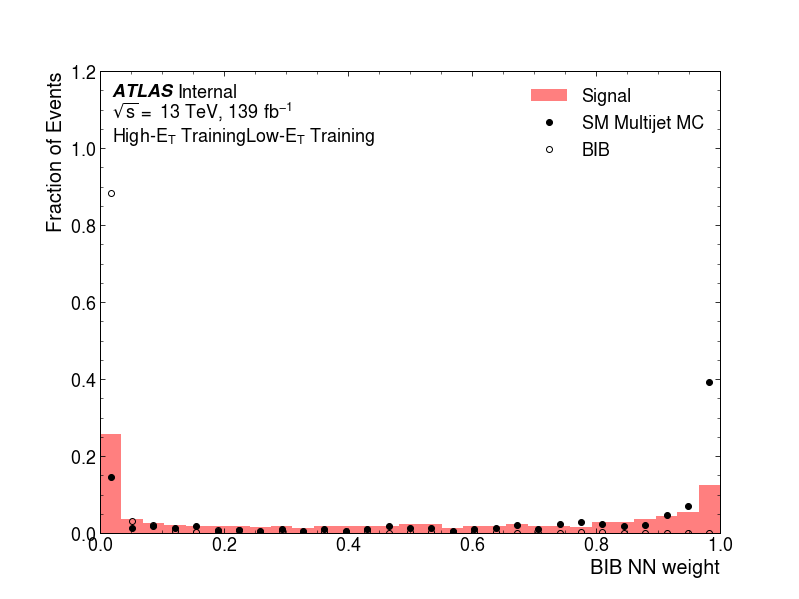 ATLAS Internal
√s = 13 TeV, 139 fb⁻¹
High-E_T TrainingLow-E_T Training
Signal
SM Multijet MC
BIB
Fraction of Events
1.2
1.0
0.8
0.6
0.4
0.2
0.0
0.0 0.2 0.4 0.6 0.8 1.0
BIB NN weight